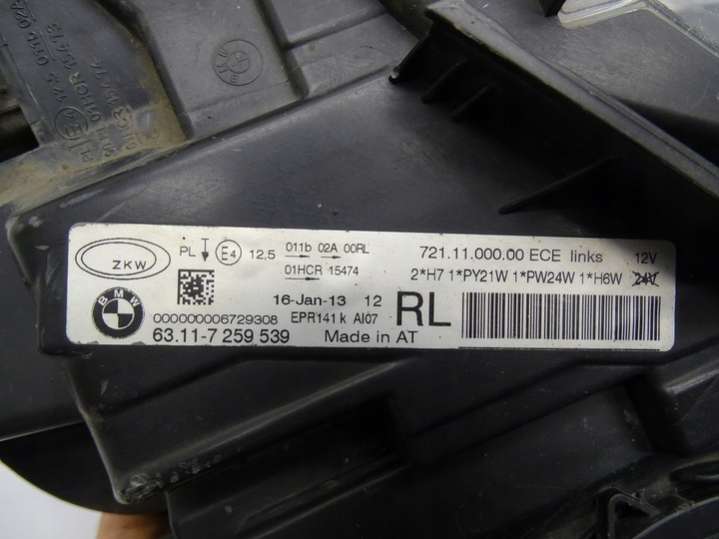 ZKW
PL E4 12.5 011b 02A 00RL
01HCR 15474
721.11.000.00 ECE links 12V
2*H7 1*PY21W 1*PW24W 1*H6W 24V
16-Jan-13 12
BMW
000000006729308 EPR141 k AI07 RL
63.11-7 259 539 Made in AT